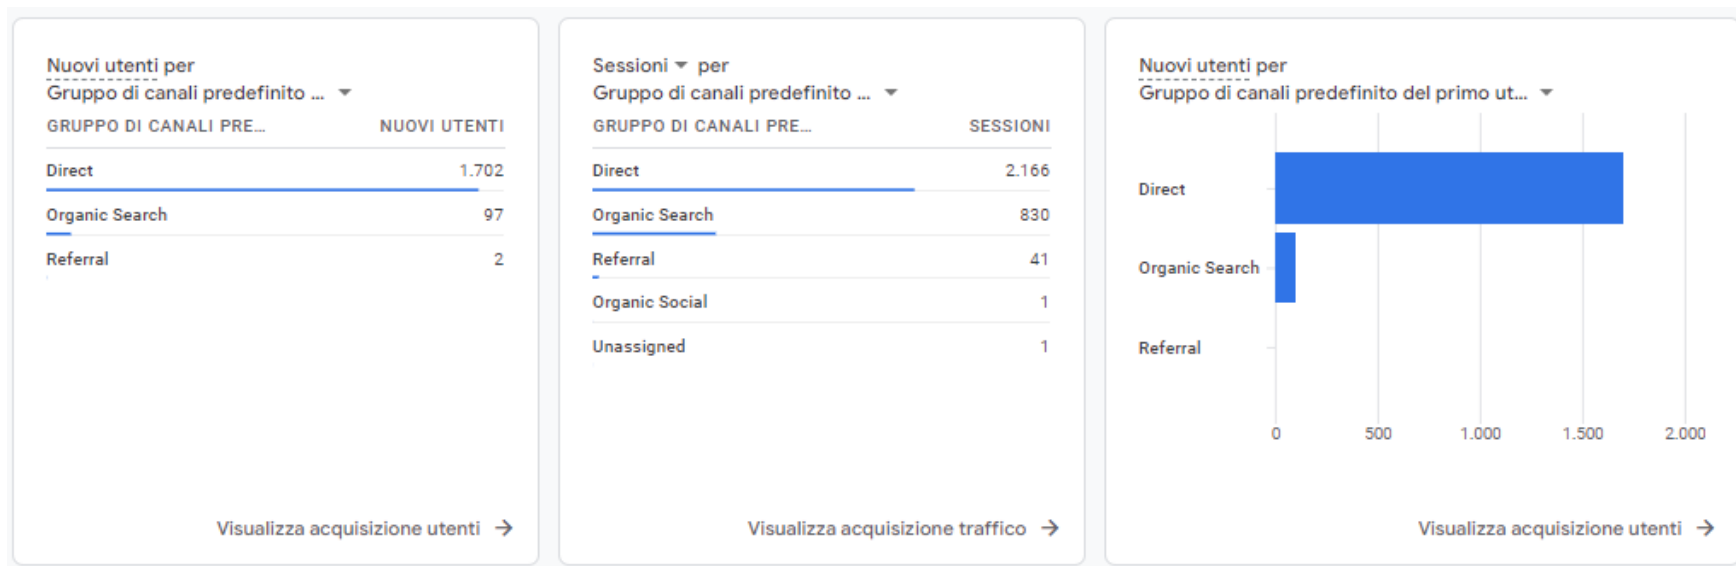 Nuovi utenti per
Gruppo di canali predefinito ...
GRUPPO DI CANALI PRE... NUOVI UTENTI
Direct 1.702
Organic Search 97
Referral 2
Visualizza acquisizione utenti
Sessioni per
Gruppo di canali predefinito ...
GRUPPO DI CANALI PRE... SESSIONI
Direct 2.166
Organic Search 830
Referral 41
Organic Social 1
Unassigned 1
Visualizza acquisizione traffico
Nuovi utenti per
Gruppo di canali predefinito del primo ut...
Direct
Organic Search
Referral
0 500 1.000 1.500 2.000
Visualizza acquisizione utenti